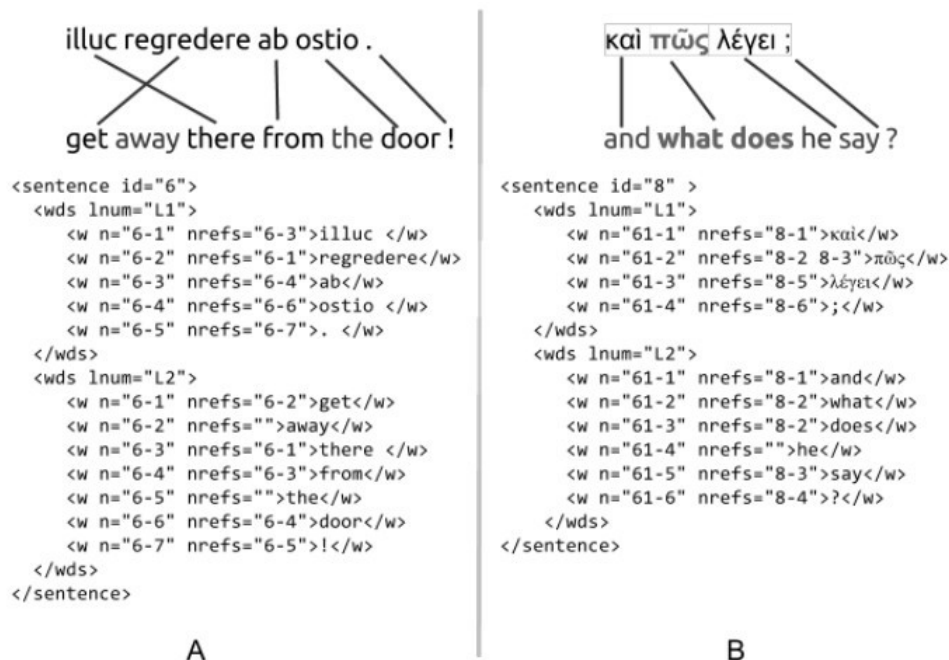 illuc regredere ab ostio .
get away there from the door !
<sentence id="6">
<wds lnum="L1">
<w n="6-1" nrefs="6-3">illuc </w>
<w n="6-2" nrefs="6-1">regredere</w>
<w n="6-3" nrefs="6-4">ab</w>
<w n="6-4" nrefs="6-6">ostio </w>
<w n="6-5" nrefs="6-7">. </w>
</wds>
<wds lnum="L2">
<w n="6-1" nrefs="6-2">get</w>
<w n="6-2" nrefs="">away</w>
<w n="6-3" nrefs="6-1">there </w>
<w n="6-4" nrefs="6-3">from</w>
<w n="6-5" nrefs="">the</w>
<w n="6-6" nrefs="6-4">door</w>
<w n="6-7" nrefs="6-5">!</w>
</wds>
</sentence>
A
καὶ πῶς λέγει ;
and what does he say ?
<sentence id="8" >
<wds lnum="L1">
<w n="61-1" nrefs="8-1">καὶ</w>
<w n="61-2" nrefs="8-2 8-3">πῶς</w>
<w n="61-3" nrefs="8-5">λέγει</w>
<w n="61-4" nrefs="8-6">;</w>
</wds>
<wds lnum="L2">
<w n="61-1" nrefs="8-1">and</w>
<w n="61-2" nrefs="8-2">what</w>
<w n="61-3" nrefs="8-2">does</w>
<w n="61-4" nrefs="">he</w>
<w n="61-5" nrefs="8-3">say</w>
<w n="61-6" nrefs="8-4">?</w>
</wds>
</sentence>
B